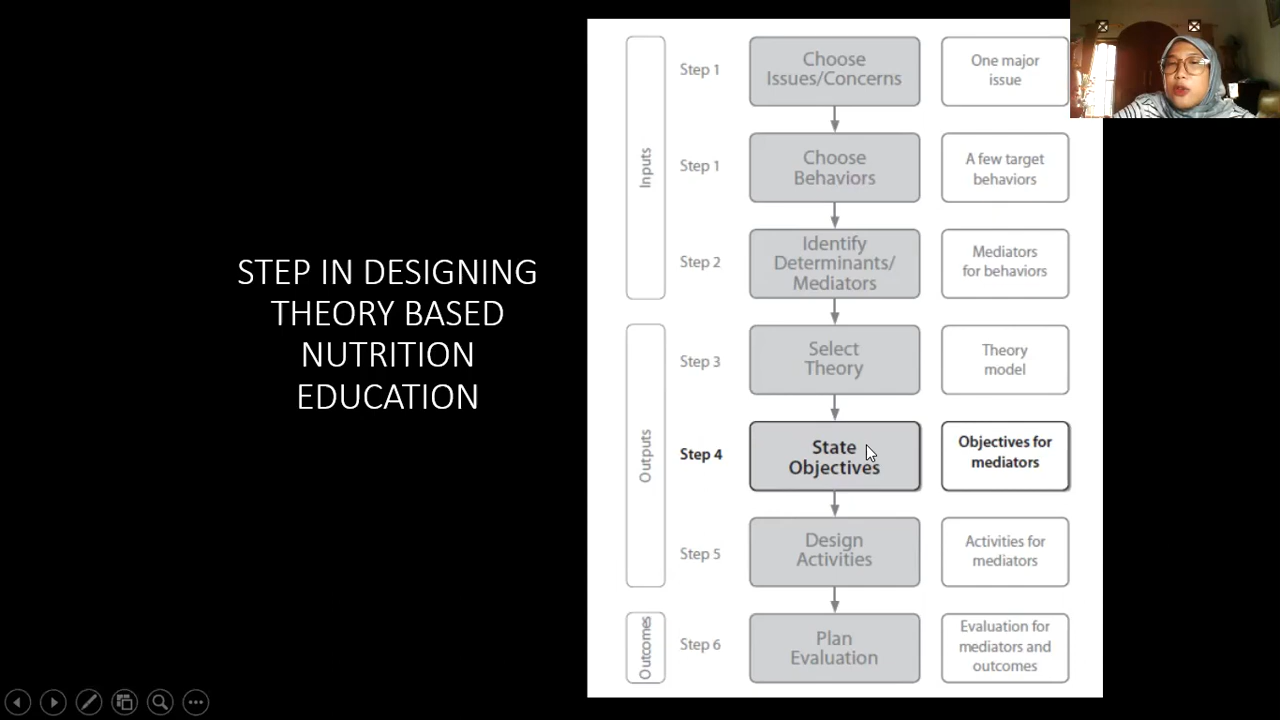 STEP IN DESIGNING
THEORY BASED
NUTRITION
EDUCATION
Inputs
Step 1
Choose
Issues/Concerns
One major
issue
Step 1
Choose
Behaviors
A few target
behaviors
Step 2
Identify
Determinants/
Mediators
Mediators
for behaviors
Outputs
Step 3
Select
Theory
Theory
model
Step 4
State
Objectives
Objectives for
mediators
Step 5
Design
Activities
Activities for
mediators
Outcomes
Step 6
Plan
Evaluation
Evaluation for
mediators and
outcomes